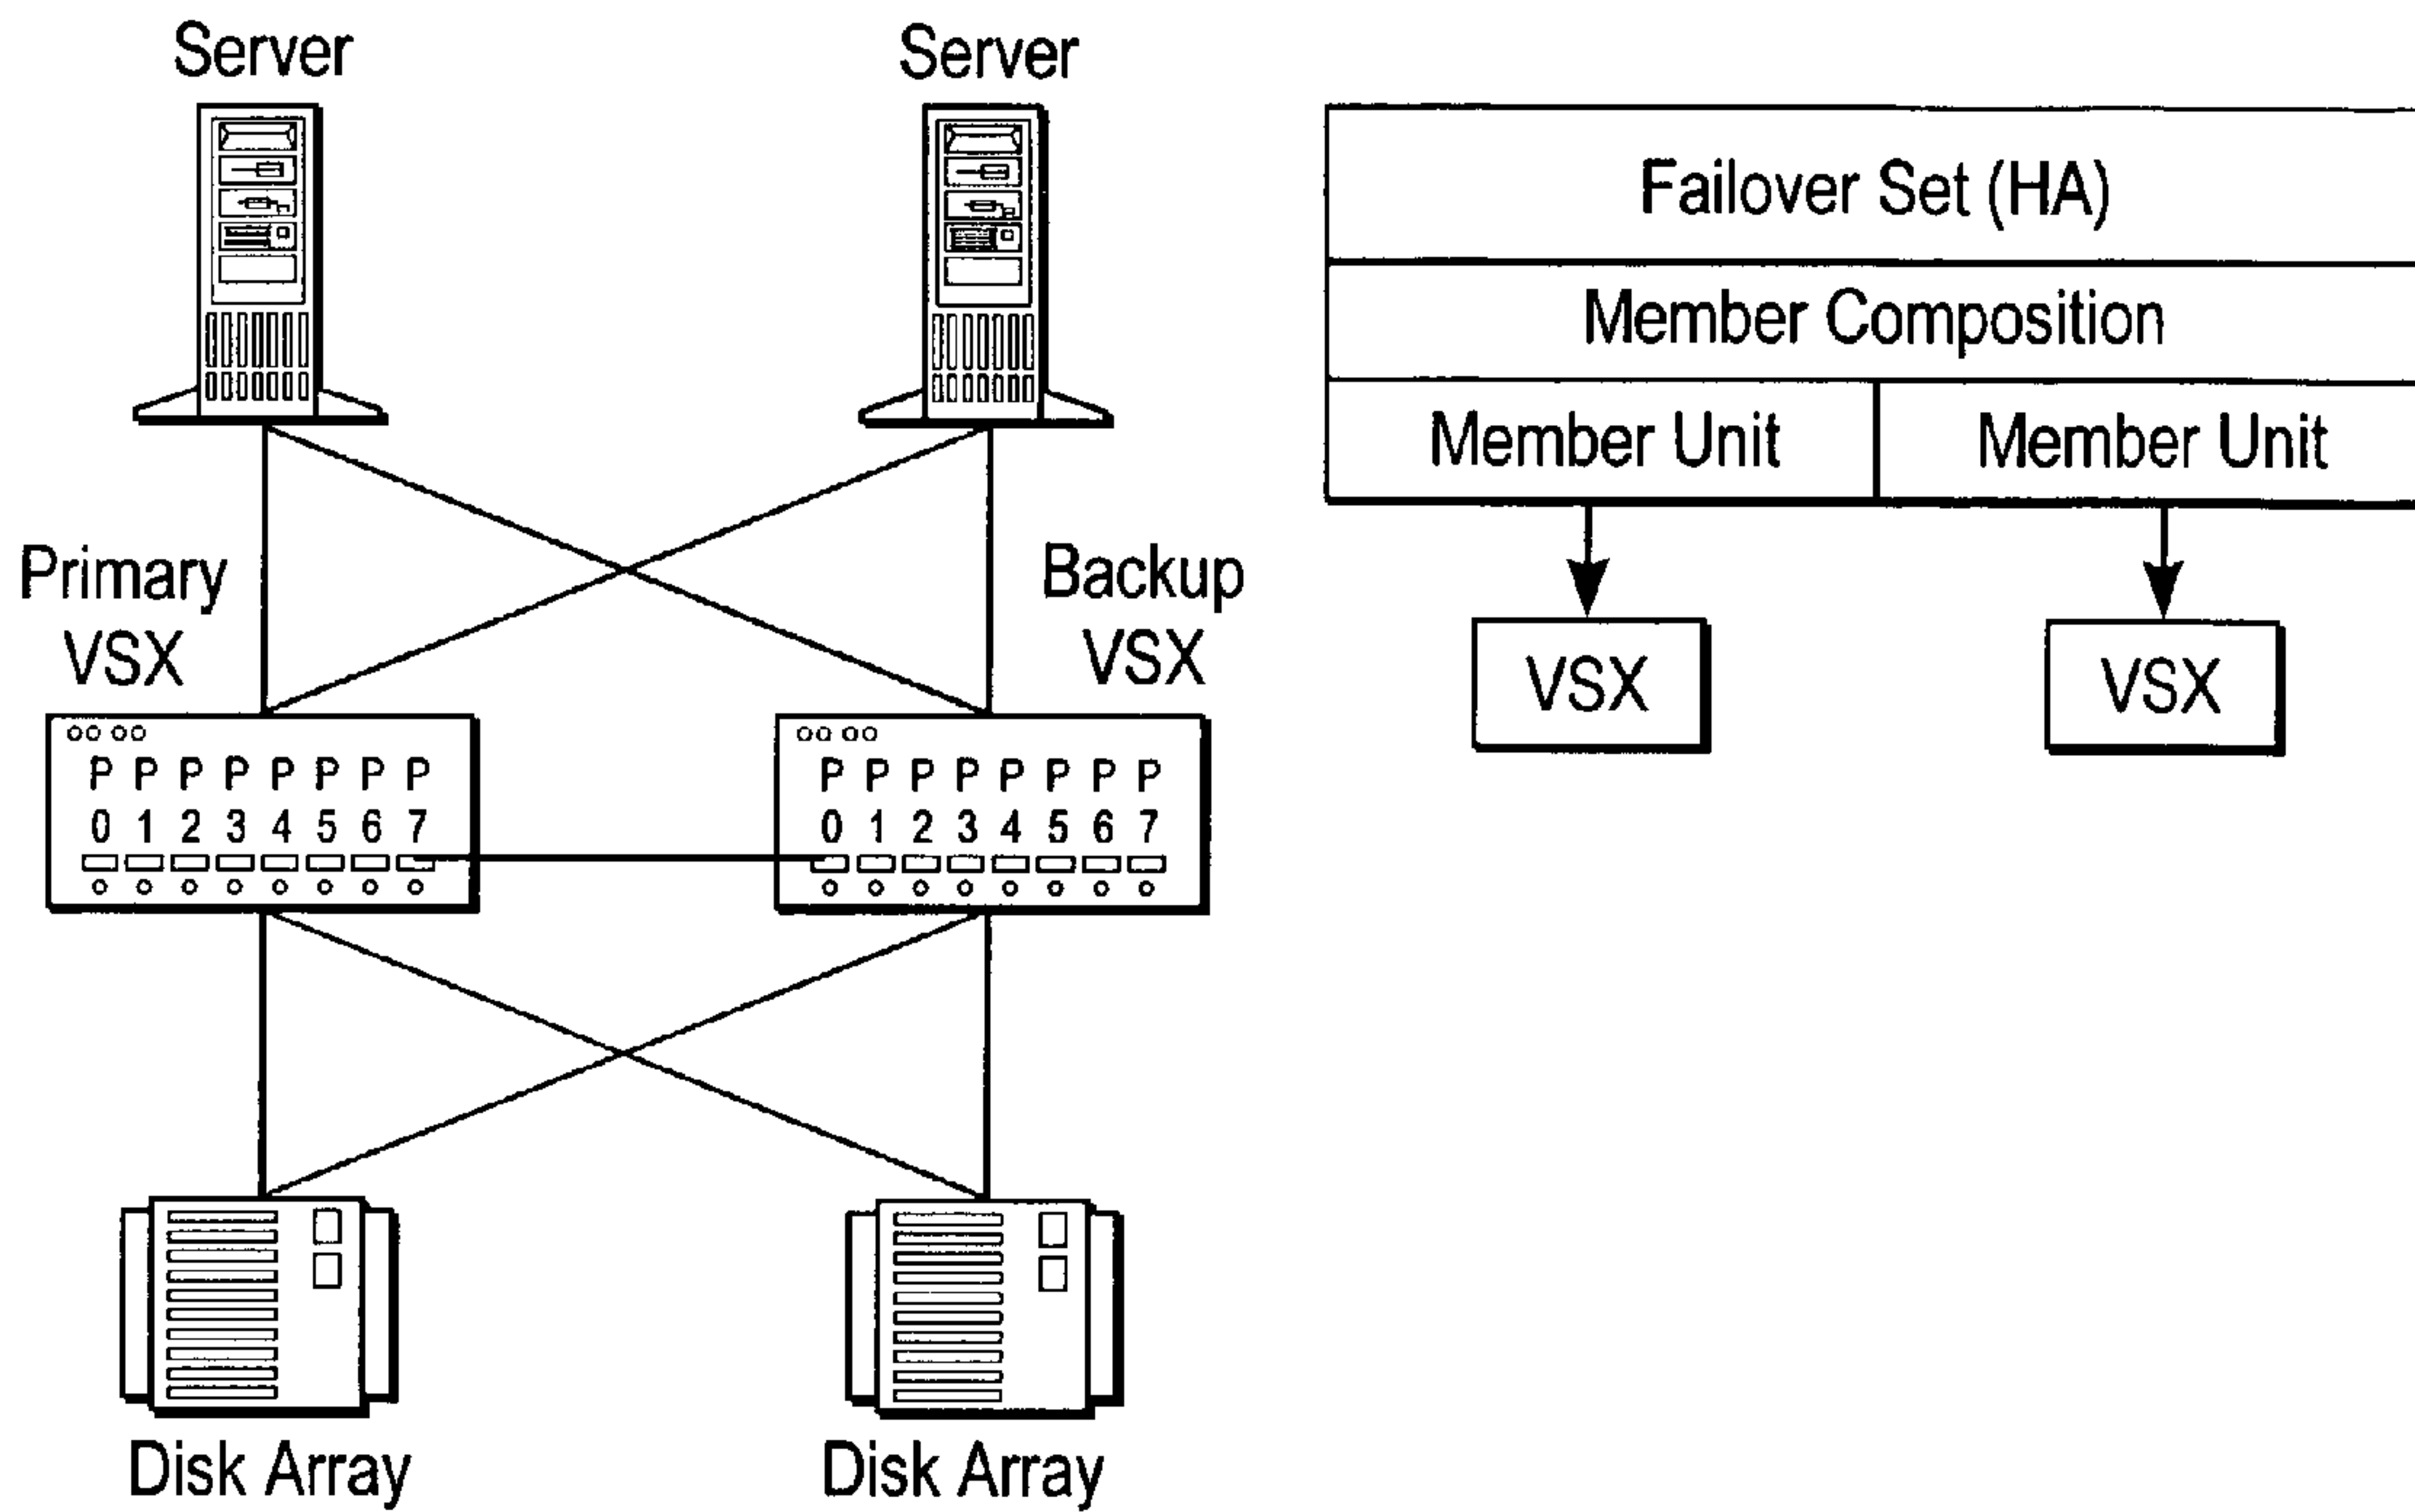 Server
Server
Failover Set (HA)
Member Composition
Member Unit
Member Unit
Primary
VSX
Backup
VSX
VSX
VSX
P P P P P P P P
0 1 2 3 4 5 6 7
P P P P P P P P
0 1 2 3 4 5 6 7
Disk Array
Disk Array